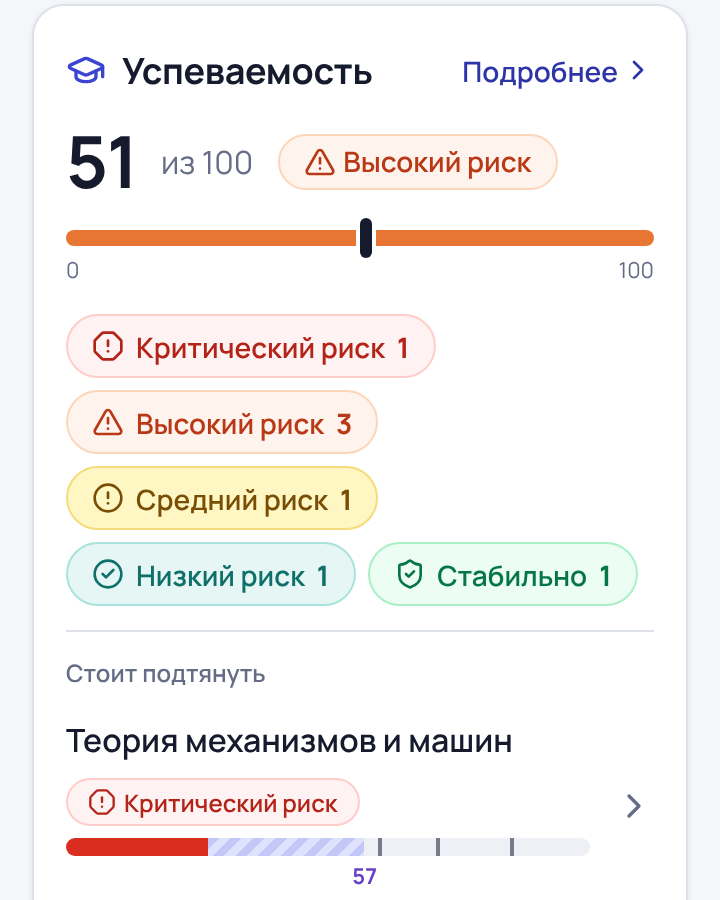 Успеваемость Подробнее
51 из 100 Высокий риск
0 100
Критический риск 1
Высокий риск 3
Средний риск 1
Низкий риск 1 Стабильно 1
Стоит подтянуть
Теория механизмов и машин
Критический риск
57